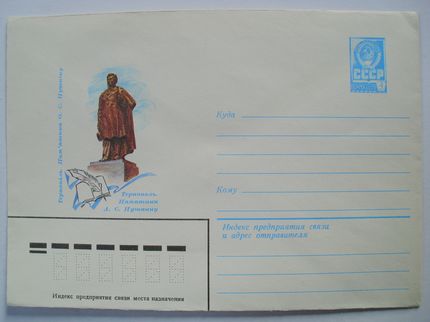 Тернопіль. Пам'ятник О. С. Пушкіну
Тернополь.
Памятник
А. С. Пушкину
СССР
Куда
Кому
Индекс предприятия связи
и адрес отправителя
Индекс предприятия связи места назначения